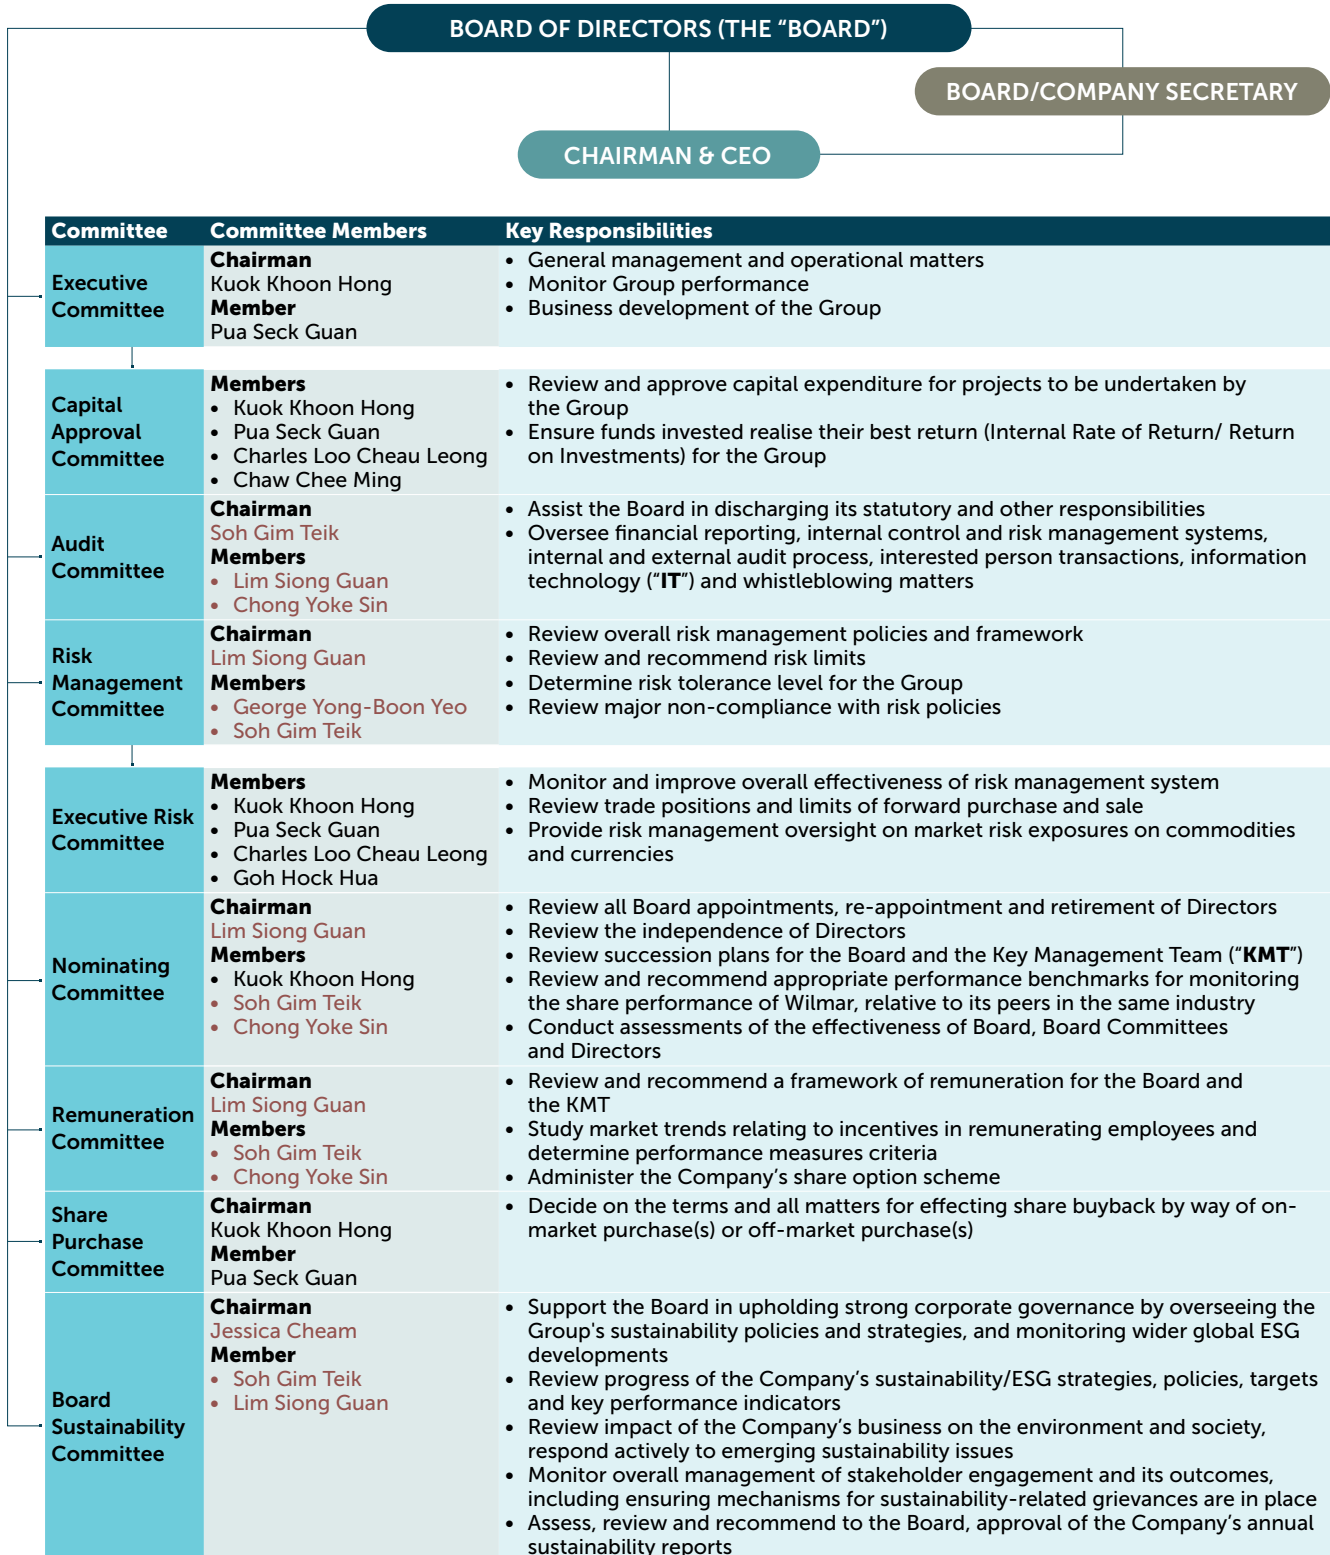 BOARD OF DIRECTORS (THE “BOARD”)
BOARD/COMPANY SECRETARY
CHAIRMAN & CEO
Committee Committee Members Key Responsibilities
Executive
Committee
Chairman
Kuok Khoon Hong
Member
Pua Seck Guan
• General management and operational matters
• Monitor Group performance
• Business development of the Group
Capital
Approval
Committee
Members
• Kuok Khoon Hong
• Pua Seck Guan
• Charles Loo Cheau Leong
• Chaw Chee Ming
• Review and approve capital expenditure for projects to be undertaken by
the Group
• Ensure funds invested realise their best return (Internal Rate of Return/ Return
on Investments) for the Group
Audit
Committee
Chairman
Soh Gim Teik
Members
• Lim Siong Guan
• Chong Yoke Sin
• Assist the Board in discharging its statutory and other responsibilities
• Oversee financial reporting, internal control and risk management systems,
internal and external audit process, interested person transactions, information
technology (“IT”) and whistleblowing matters
Risk
Management
Committee
Chairman
Lim Siong Guan
Members
• George Yong-Boon Yeo
• Soh Gim Teik
• Review overall risk management policies and framework
• Review and recommend risk limits
• Determine risk tolerance level for the Group
• Review major non-compliance with risk policies
Executive Risk
Committee
Members
• Kuok Khoon Hong
• Pua Seck Guan
• Charles Loo Cheau Leong
• Goh Hock Hua
• Monitor and improve overall effectiveness of risk management system
• Review trade positions and limits of forward purchase and sale
• Provide risk management oversight on market risk exposures on commodities
and currencies
Nominating
Committee
Chairman
Lim Siong Guan
Members
• Kuok Khoon Hong
• Soh Gim Teik
• Chong Yoke Sin
• Review all Board appointments, re-appointment and retirement of Directors
• Review the independence of Directors
• Review succession plans for the Board and the Key Management Team (“KMT”)
• Review and recommend appropriate performance benchmarks for monitoring
the share performance of Wilmar, relative to its peers in the same industry
• Conduct assessments of the effectiveness of Board, Board Committees
and Directors
Remuneration
Committee
Chairman
Lim Siong Guan
Members
• Soh Gim Teik
• Chong Yoke Sin
• Review and recommend a framework of remuneration for the Board and
the KMT
• Study market trends relating to incentives in remunerating employees and
determine performance measures criteria
• Administer the Company’s share option scheme
Share
Purchase
Committee
Chairman
Kuok Khoon Hong
Member
Pua Seck Guan
• Decide on the terms and all matters for effecting share buyback by way of on-
market purchase(s) or off-market purchase(s)
Board
Sustainability
Committee
Chairman
Jessica Cheam
Member
• Soh Gim Teik
• Lim Siong Guan
• Support the Board in upholding strong corporate governance by overseeing the
Group's sustainability policies and strategies, and monitoring wider global ESG
developments
• Review progress of the Company’s sustainability/ESG strategies, policies, targets
and key performance indicators
• Review impact of the Company’s business on the environment and society,
respond actively to emerging sustainability issues
• Monitor overall management of stakeholder engagement and its outcomes,
including ensuring mechanisms for sustainability-related grievances are in place
• Assess, review and recommend to the Board, approval of the Company’s annual
sustainability reports